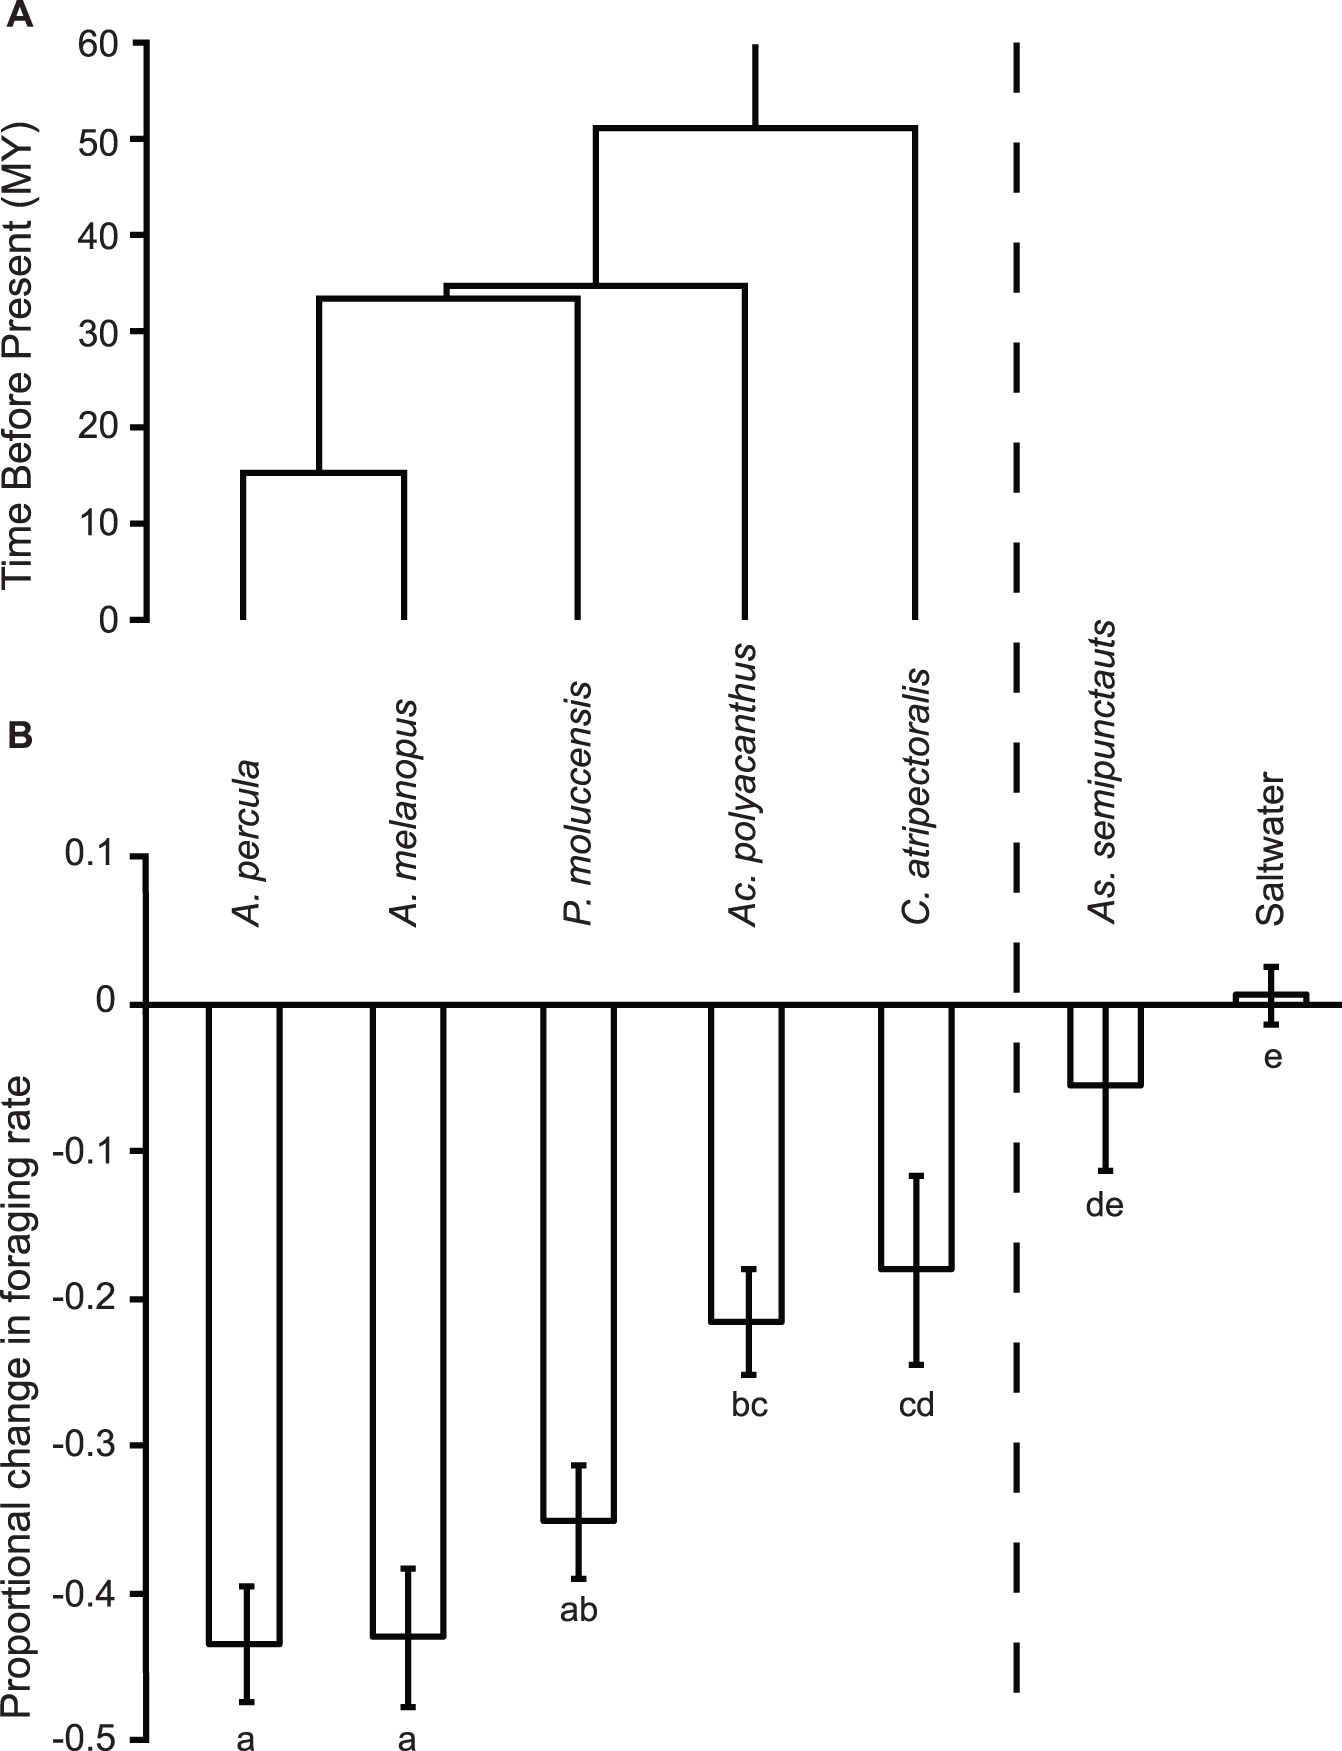 A
60
50
40
30
20
10
0
Time Before Present (MY)
B
A. percula
A. melanopus
P. moluccensis
Ac. polyacanthus
C. atripectoralis
As. semipunctauts
Saltwater
0.1
0
-0.1
-0.2
-0.3
-0.4
-0.5
Proportional change in foraging rate
a
a
ab
bc
cd
de
e